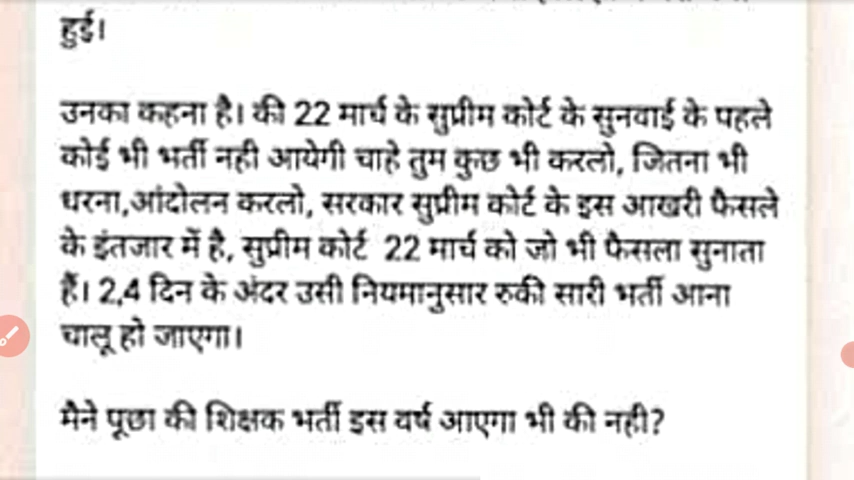 हुई।
उनका कहना है। की 22 मार्च के सुप्रीम कोर्ट के सुनवाई के पहले
कोई भी भर्ती नही आयेगी चाहे तुम कुछ भी करलो, जितना भी
धरना,आंदोलन करलो, सरकार सुप्रीम कोर्ट के इस आखरी फैसले
के इंतजार में है, सुप्रीम कोर्ट 22 मार्च को जो भी फैसला सुनाता
हैं। 2,4 दिन के अंदर उसी नियमानुसार रुकी सारी भर्ती आना
चालू हो जाएगा।
मैने पूछा की शिक्षक भर्ती इस वर्ष आएगा भी की नही?